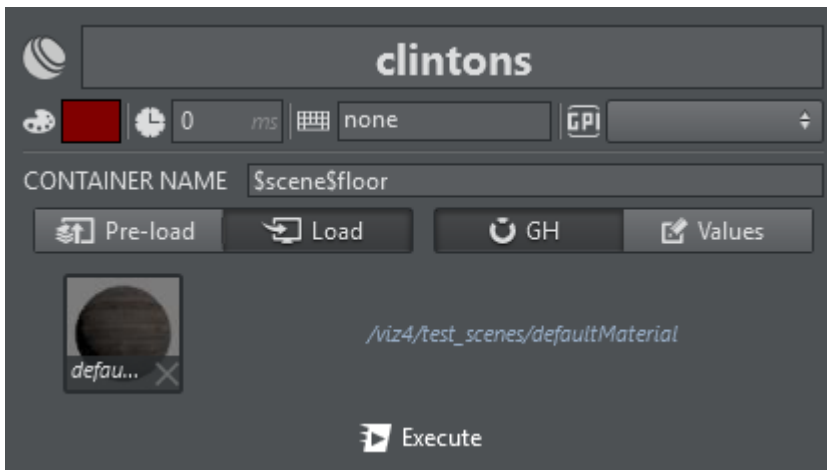 clintons
0 ms none GPI
CONTAINER NAME $scene$floor
Pre-load Load GH Values
defau... /viz4/test_scenes/defaultMaterial
Execute